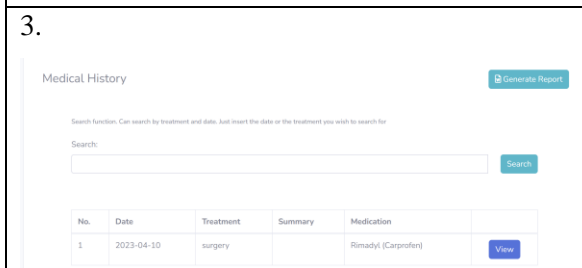 3.
Medical History
Generate Report
Search function. Can search by treatment and date. Just insert the date or the treatment you wish to search for
Search:
Search
No. Date Treatment Summary Medication
1 2023-04-10 surgery Rimadyl (Carprofen) View